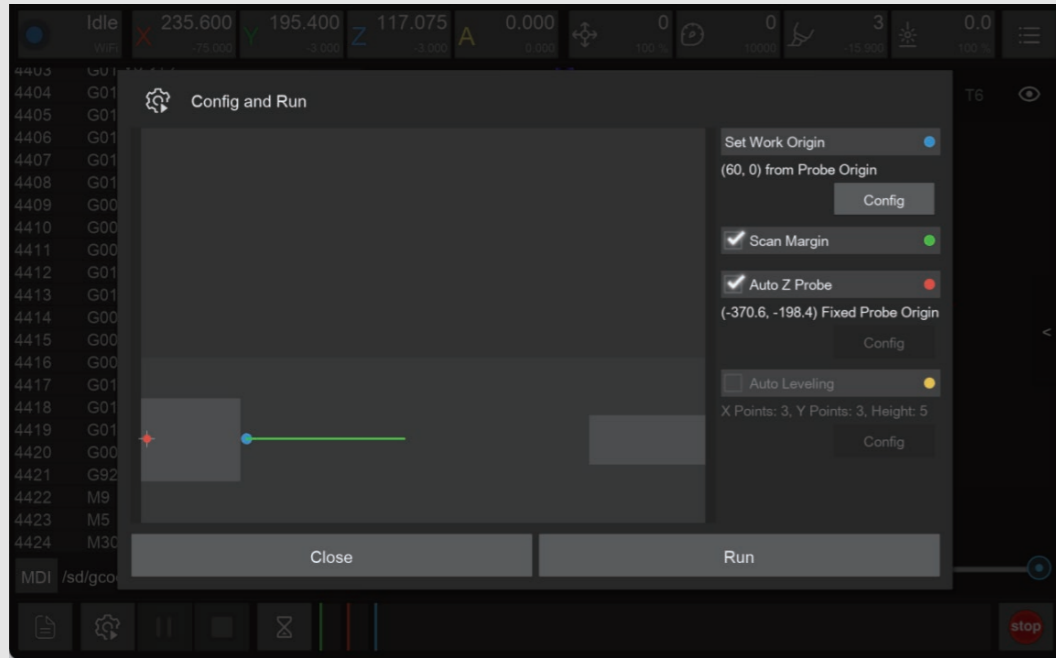 Idle 235.600 195.400 117.075 0.000 0 0 3 0.0
X Y Z A
WiFi -75.000 -3.000 -3.000 0.000 100 % 10000 -15.900 100 %
4403 G01
4404 G01
T6
4405 G01
4406 G01
4407 G01
4408 G01
4409 G00
4410 G00
4411 G00
4412 G01
4413 G01
4414 G00
4415 G00
4416 G00
4417 G01
4418 G01
4419 G01
4420 G00
4421 G92
4422 M9
4423 M5
4424 M30
Config and Run
Set Work Origin
(60, 0) from Probe Origin
Config
Scan Margin
Auto Z Probe
(-370.6, -198.4) Fixed Probe Origin
Config
Auto Leveling
X Points: 3, Y Points: 3, Height: 5
Config
<
Close Run
MDI /sd/gco
stop